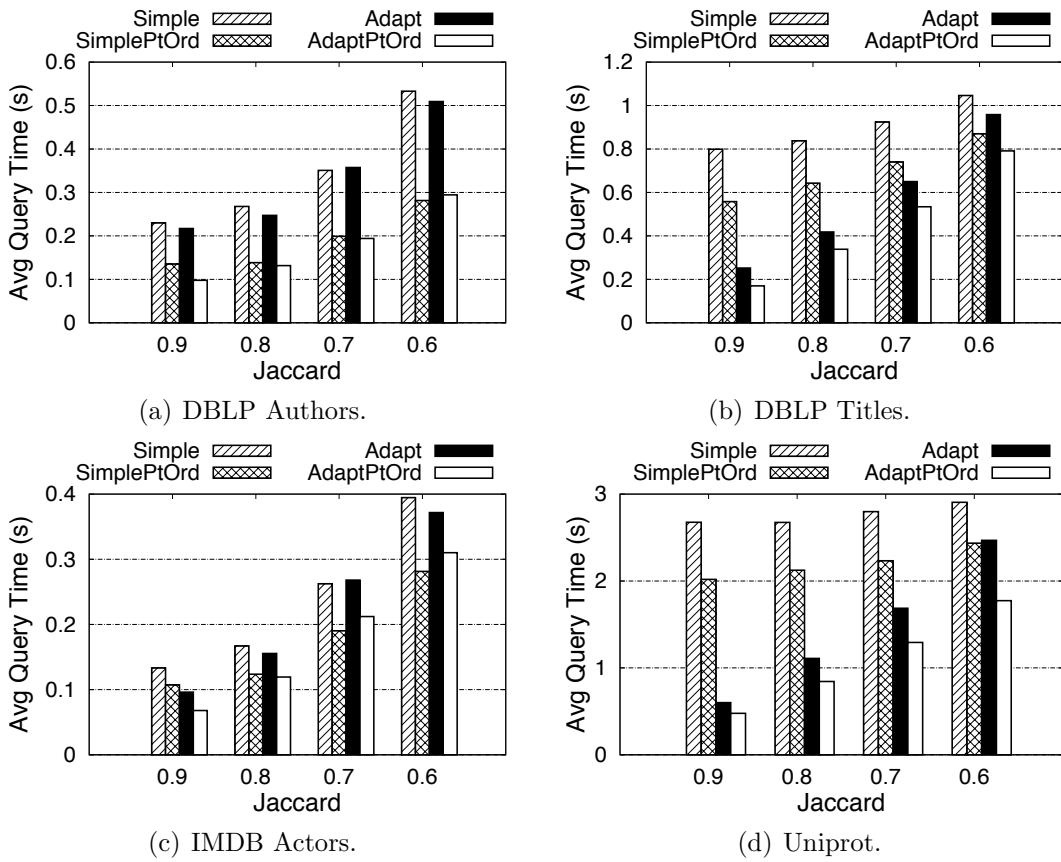 Simple Adapt
SimplePtOrd AdaptPtOrd
0.6
0.5
0.4
0.3
0.2
0.1
0
Avg Query Time (s)
0.9 0.8 0.7 0.6
Jaccard
(a) DBLP Authors.
Simple Adapt
SimplePtOrd AdaptPtOrd
1.2
1
0.8
0.6
0.4
0.2
0
Avg Query Time (s)
0.9 0.8 0.7 0.6
Jaccard
(b) DBLP Titles.
Simple Adapt
SimplePtOrd AdaptPtOrd
0.4
0.3
0.2
0.1
0
Avg Query Time (s)
0.9 0.8 0.7 0.6
Jaccard
(c) IMDB Actors.
Simple Adapt
SimplePtOrd AdaptPtOrd
3
2
1
0
Avg Query Time (s)
0.9 0.8 0.7 0.6
Jaccard
(d) Uniprot.